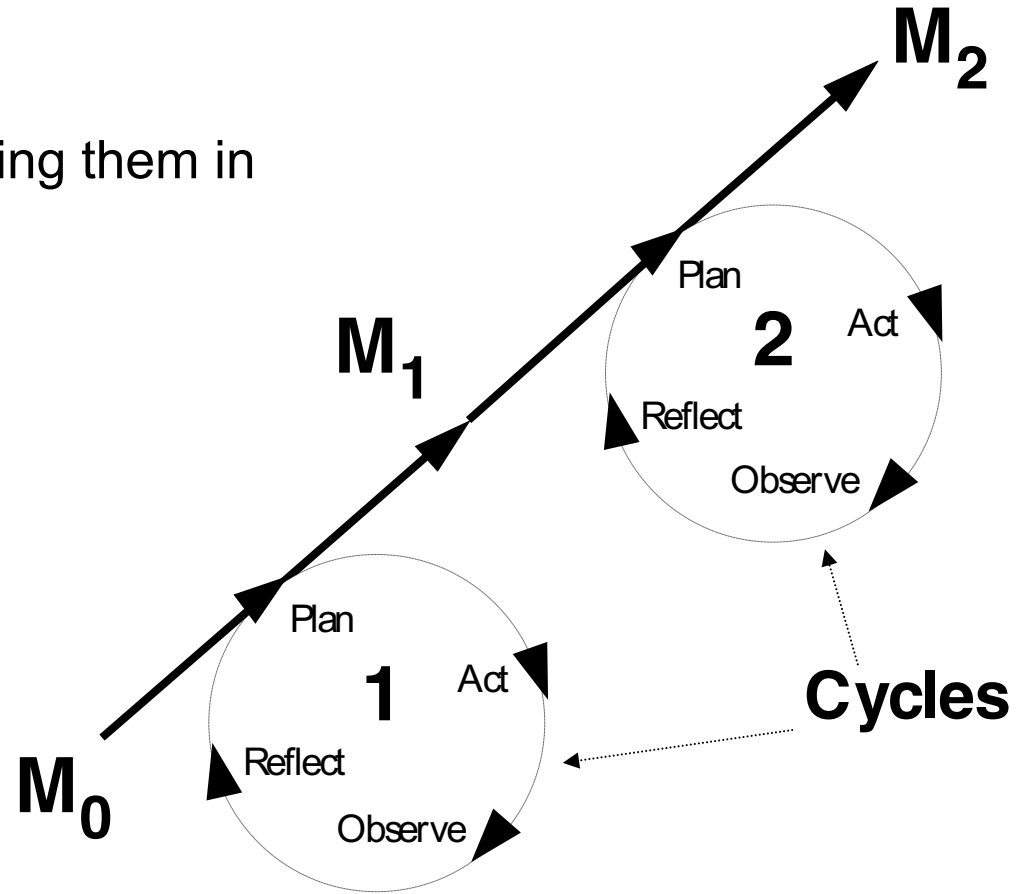 M₂
ing them in
Plan
Act
2
M₁
Reflect
Observe
Plan
Act
1
Cycles
Reflect
M₀
Observe